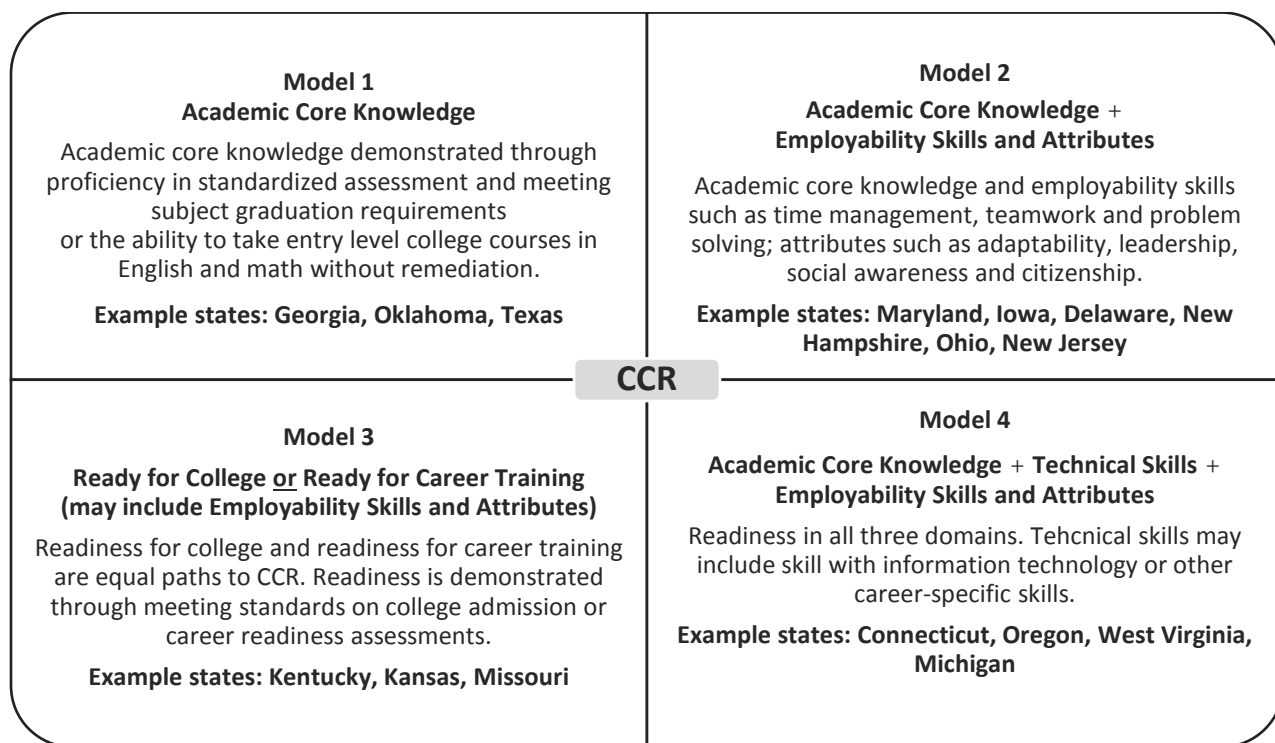 Model 1
Academic Core Knowledge
Academic core knowledge demonstrated through
proficiency in standardized assessment and meeting
subject graduation requirements
or the ability to take entry level college courses in
English and math without remediation.
Example states: Georgia, Oklahoma, Texas
Model 2
Academic Core Knowledge +
Employability Skills and Attributes
Academic core knowledge and employability skills
such as time management, teamwork and problem
solving; attributes such as adaptability, leadership,
social awareness and citizenship.
Example states: Maryland, Iowa, Delaware, New
Hampshire, Ohio, New Jersey
CCR
Model 3
Ready for College or Ready for Career Training
(may include Employability Skills and Attributes)
Readiness for college and readiness for career training
are equal paths to CCR. Readiness is demonstrated
through meeting standards on college admission or
career readiness assessments.
Example states: Kentucky, Kansas, Missouri
Model 4
Academic Core Knowledge + Technical Skills +
Employability Skills and Attributes
Readiness in all three domains. Tehcnical skills may
include skill with information technology or other
career-specific skills.
Example states: Connecticut, Oregon, West Virginia,
Michigan